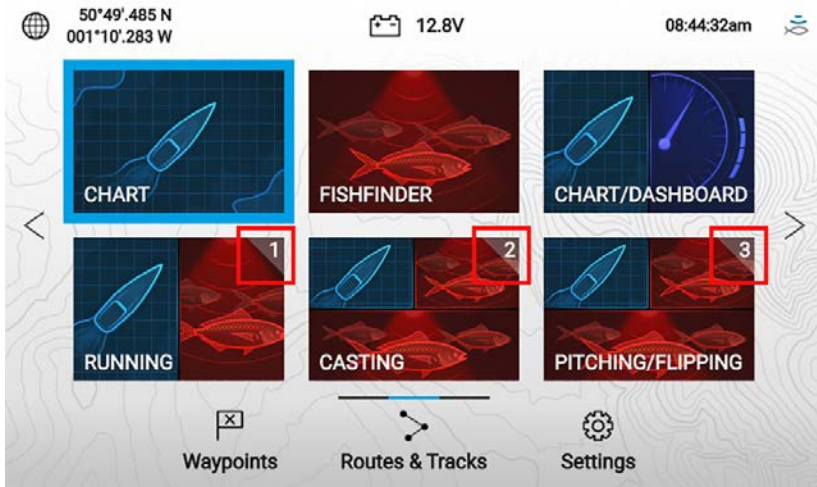 50°49'.485 N
001°10'.283 W
12.8V
08:44:32am
CHART
FISHFINDER
CHART/DASHBOARD
1
2
3
RUNNING
CASTING
PITCHING/FLIPPING
Waypoints
Routes & Tracks
Settings